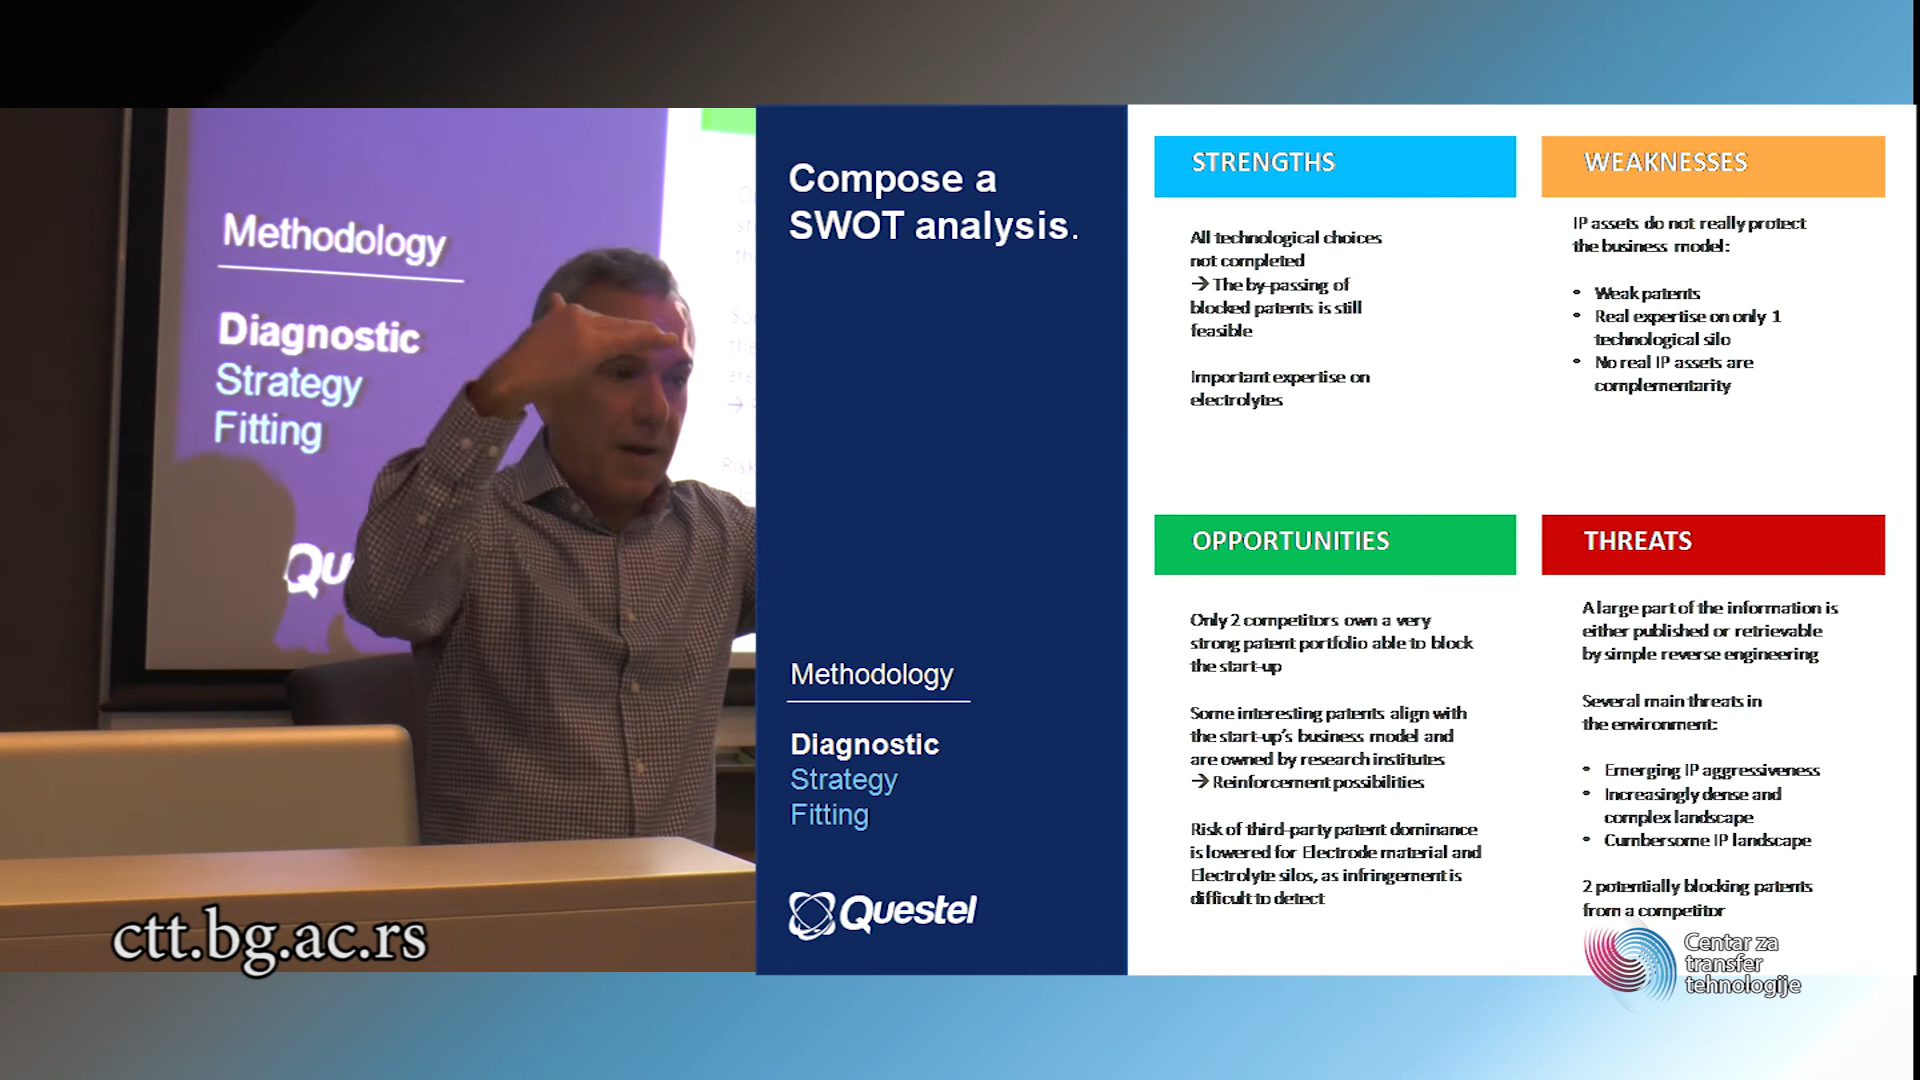 Methodology
Diagnostic
Strategy
Fitting
Qu
ctt.bg.ac.rs
Compose a
SWOT analysis.
Methodology
Diagnostic
Strategy
Fitting
Questel
STRENGTHS
All technological choices
not completed
→ The by-passing of
blocked patents is still
feasible
Important expertise on
electrolytes
WEAKNESSES
IP assets do not really protect
the business model:
• Weak patents
• Real expertise on only 1
technological silo
• No real IP assets are
complementarity
OPPORTUNITIES
Only 2 competitors own a very
strong patent portfolio able to block
the start-up
Some interesting patents align with
the start-up's business model and
are owned by research institutes
→ Reinforcement possibilities
Risk of third-party patent dominance
is lowered for Electrode material and
Electrolyte silos, as infringement is
difficult to detect
THREATS
A large part of the information is
either published or retrievable
by simple reverse engineering
Several main threats in
the environment:
• Emerging IP aggressiveness
• Increasingly dense and
complex landscape
• Cumbersome IP landscape
2 potentially blocking patents
from a competitor
Centar za
transfer
tehnologije